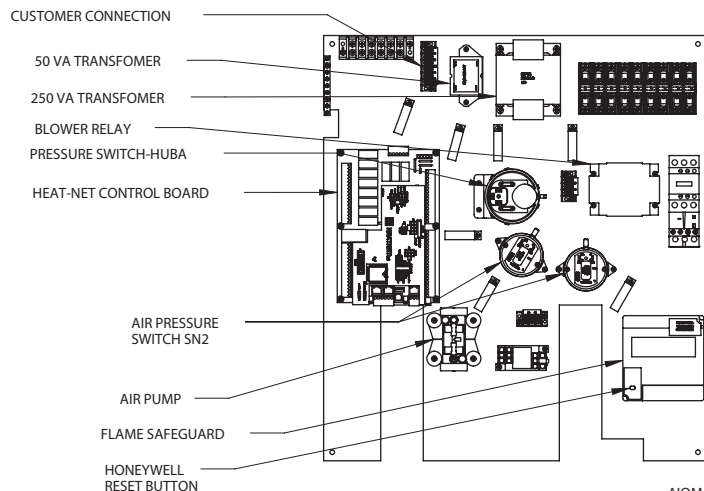 CUSTOMER CONNECTION
50 VA TRANSFOMER
250 VA TRANSFOMER
BLOWER RELAY
PRESSURE SWITCH-HUBA
HEAT-NET CONTROL BOARD
AIR PRESSURE
SWITCH SN2
AIR PUMP
FLAME SAFEGUARD
HONEYWELL
RESET BUTTON